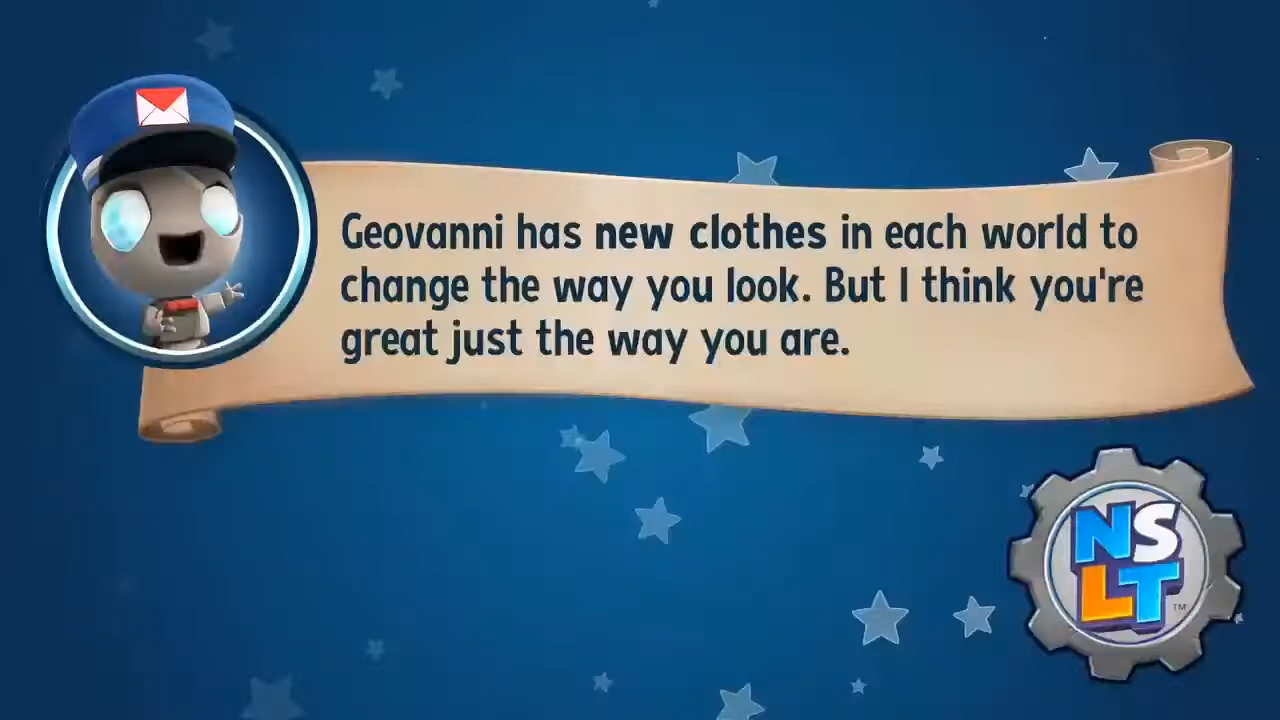 Geovanni has new clothes in each world to
change the way you look. But I think you're
great just the way you are.
NS
LT
TM